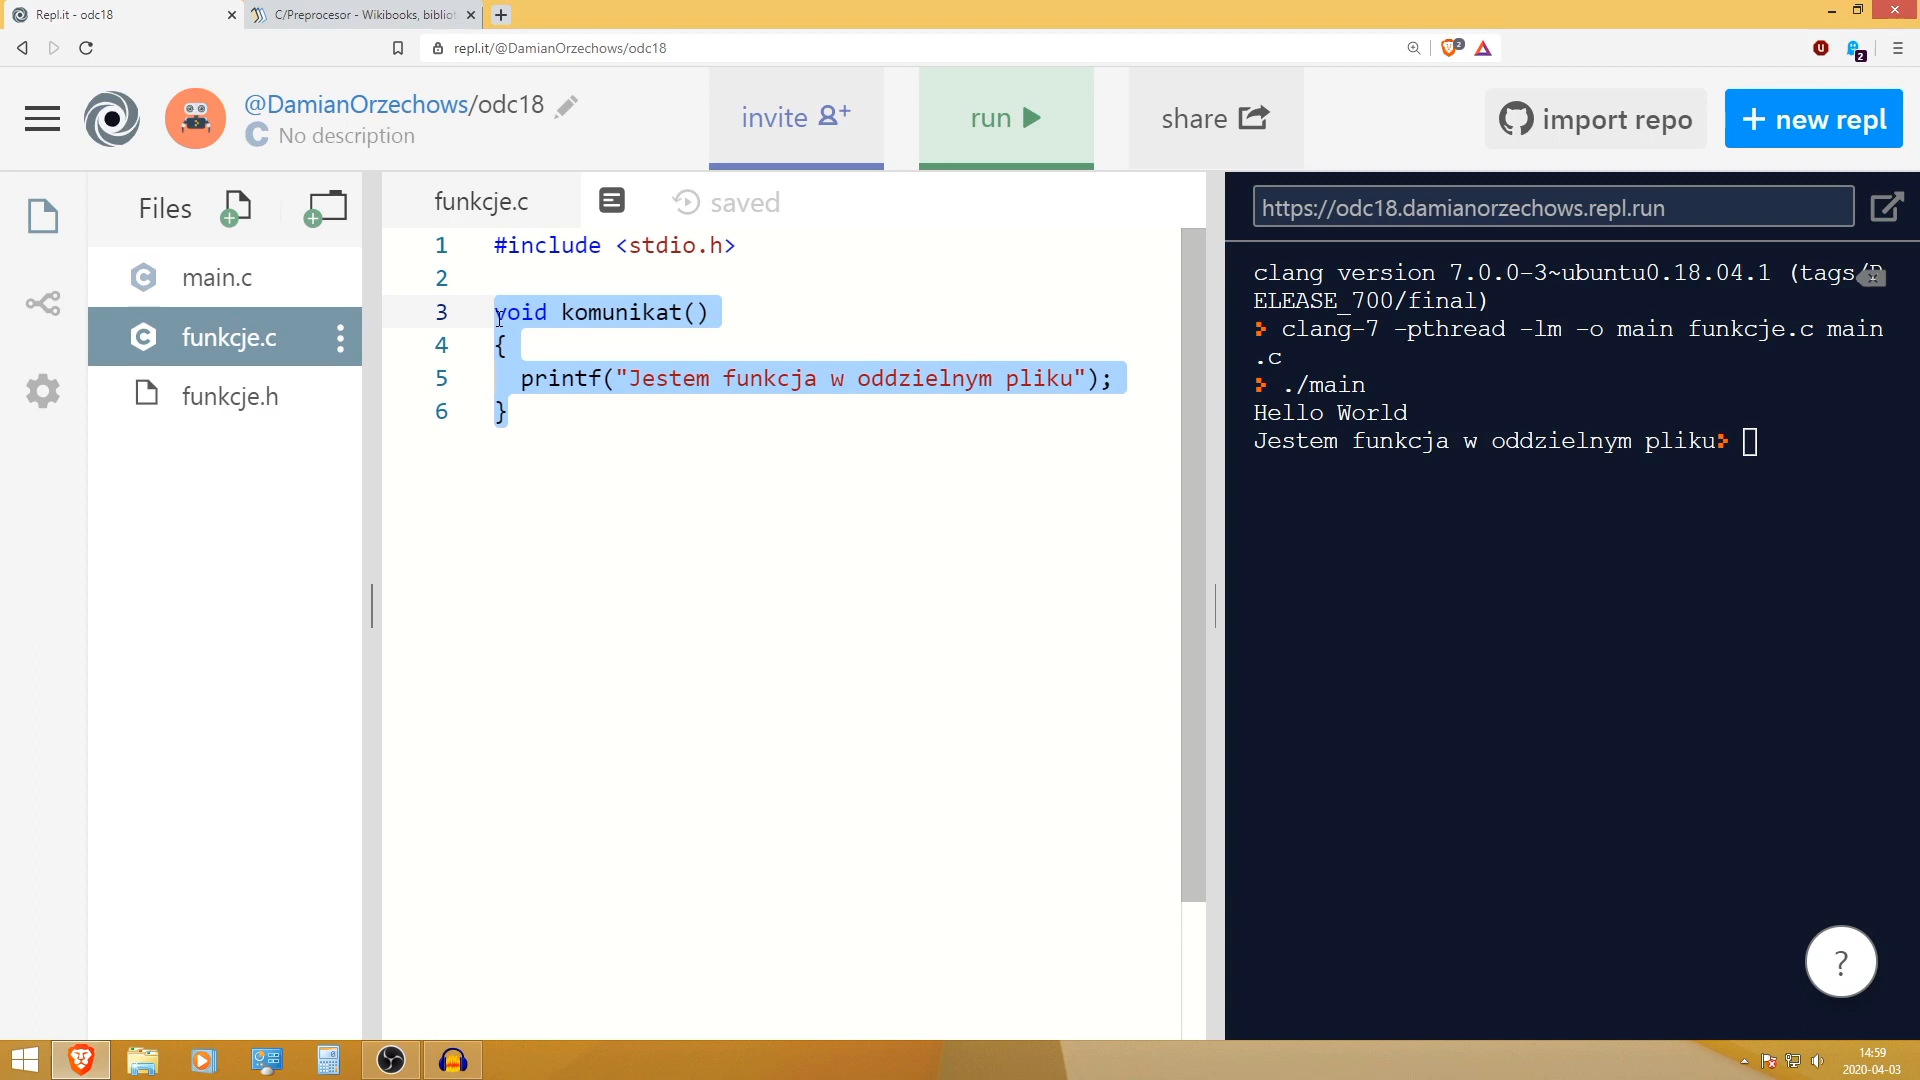 Repl.it - odc18
C/Preprocesor - Wikibooks, bibliot
repl.it/@DamianOrzechows/odc18
2
2
@DamianOrzechows/odc18
No description
invite
run
share
import repo
+ new repl
Files
main.c
funkcje.c
funkcje.h
funkcje.c
saved
1 #include <stdio.h>
2
3 void komunikat()
4 {
5 printf("Jestem funkcja w oddzielnym pliku");
6 }
https://odc18.damianorzechows.repl.run
clang version 7.0.0-3~ubuntu0.18.04.1 (tags/R
ELEASE_700/final)
clang-7 -pthread -lm -o main funkcje.c main
.c
./main
Hello World
Jestem funkcja w oddzielnym pliku
?
14:59
2020-04-03